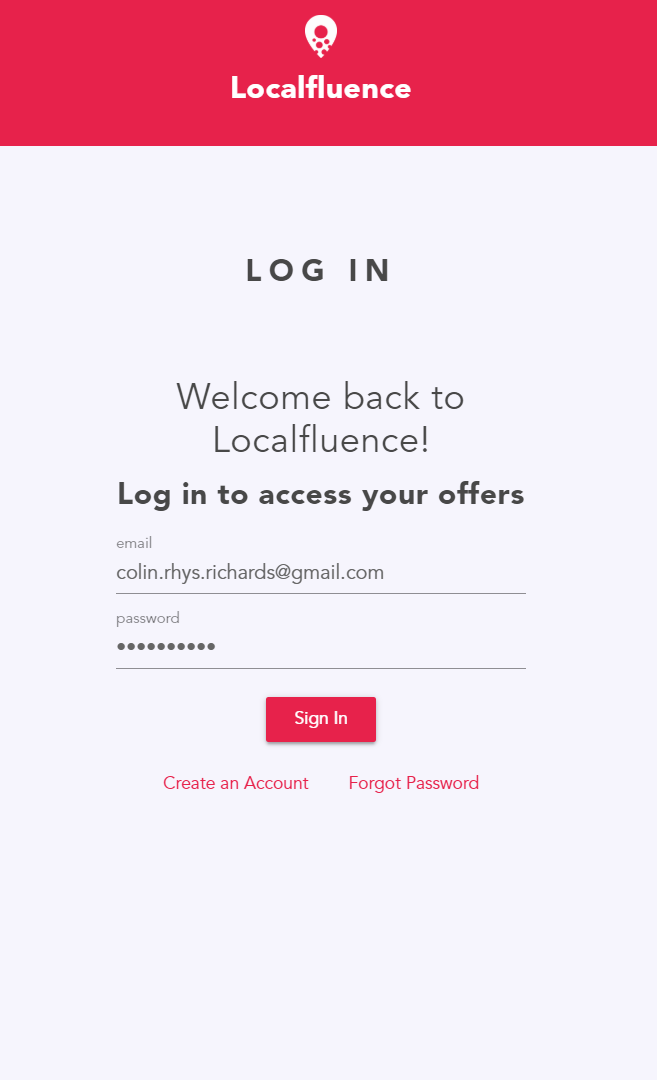 Localfluence
LOG IN
Welcome back to
Localfluence!
Log in to access your offers
email
colin.rhys.richards@gmail.com
password
••••••••••
Sign In
Create an Account Forgot Password